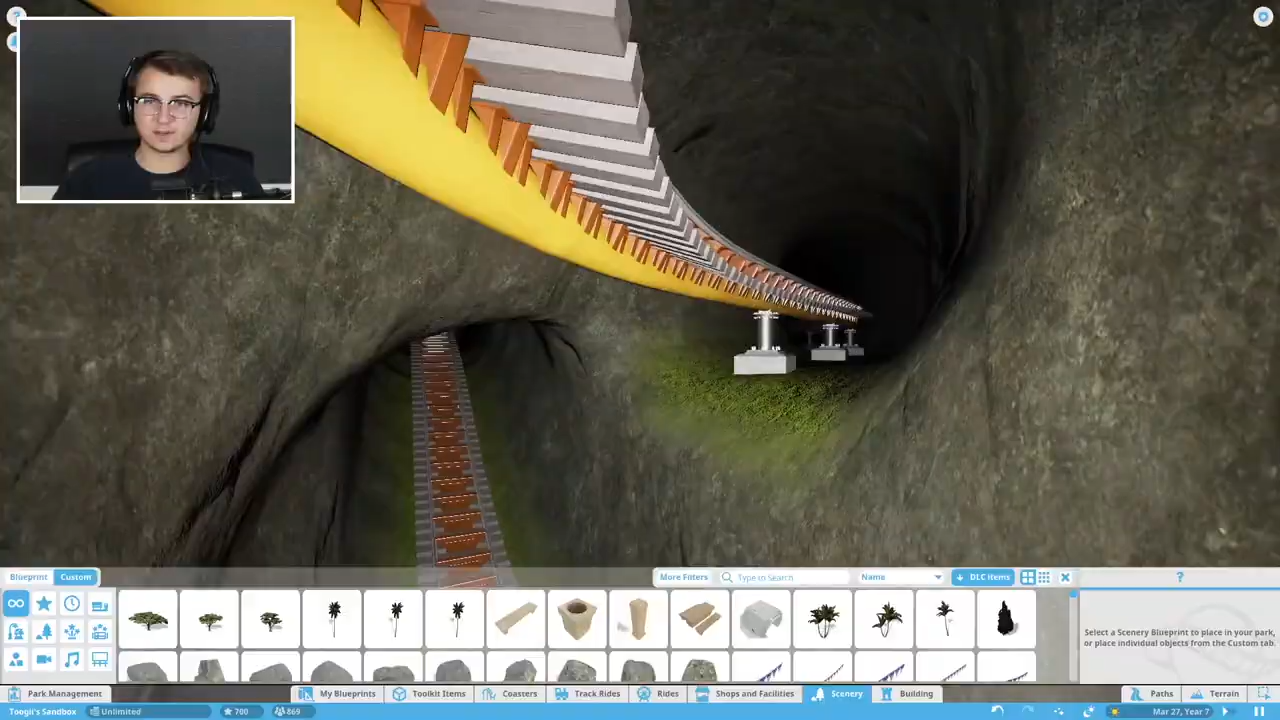 Blueprint Custom
More Filters Type to Search Name + DLC Items
?
Select a Scenery Blueprint to place in your park,
or place individual objects from the Custom tab.
Park Management My Blueprints Toolkit Items Coasters Track Rides Rides Shops and Facilities Scenery Building Paths Terrain
Toogii's Sandbox Unlimited 700 869 Mar 27, Year 7